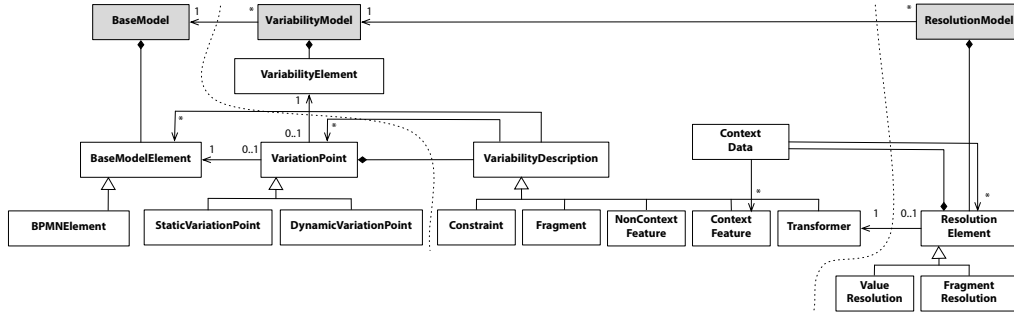 BaseModel
1
*
VariabilityModel
1
*
ResolutionModel
VariabilityElement
1
*
*
0..1
BaseModelElement
1
0..1
VariationPoint
VariabilityDescription
Context
Data
*
*
BPMNElement
StaticVariationPoint
DynamicVariationPoint
Constraint
Fragment
NonContext
Feature
Context
Feature
Transformer
1
0..1
Resolution
Element
Value
Resolution
Fragment
Resolution